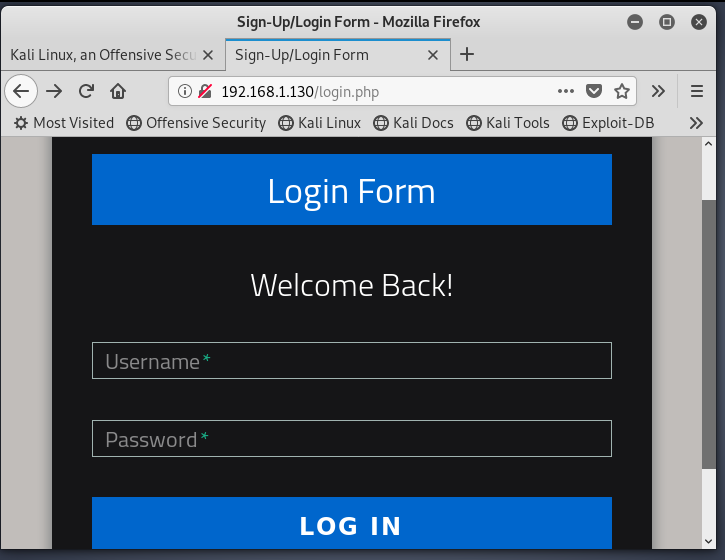 Sign-Up/Login Form - Mozilla Firefox
Kali Linux, an Offensive Secu
Sign-Up/Login Form
192.168.1.130/login.php
Most Visited Offensive Security Kali Linux Kali Docs Kali Tools Exploit-DB
Login Form
Welcome Back!
Username*
Password*
LOG IN